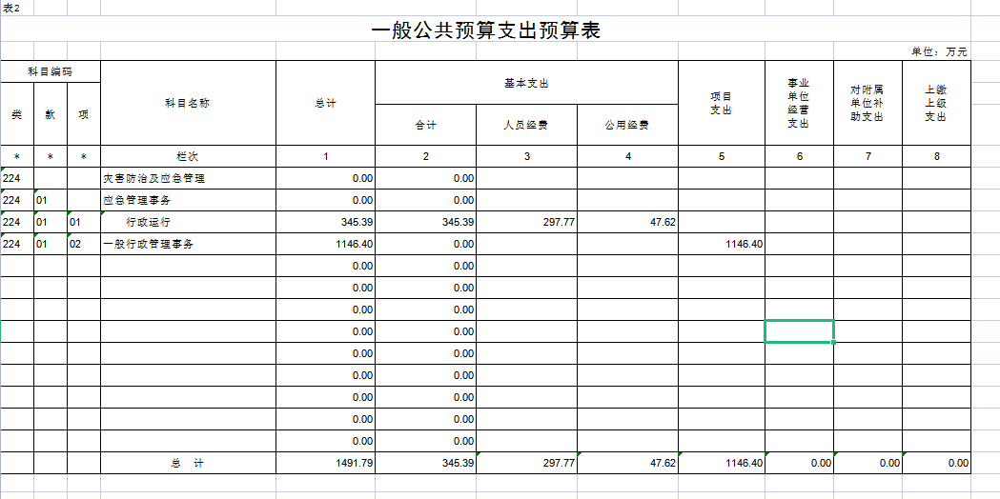 表2
一般公共预算支出预算表
单位：万元
科目编码 科目名称 总计 基本支出 项目支出 事业单位经营支出 对附属单位补助支出 上缴上级支出
类 款 项 合计 人员经费 公用经费
* * * 栏次 1 2 3 4 5 6 7 8
224 灾害防治及应急管理 0.00 0.00
224 01 应急管理事务 0.00 0.00
224 01 01 行政运行 345.39 345.39 297.77 47.62
224 01 02 一般行政管理事务 1146.40 0.00 1146.40
0.00 0.00
0.00 0.00
0.00 0.00
0.00 0.00
0.00 0.00
0.00 0.00
0.00 0.00
0.00 0.00
0.00 0.00
总 计 1491.79 345.39 297.77 47.62 1146.40 0.00 0.00 0.00